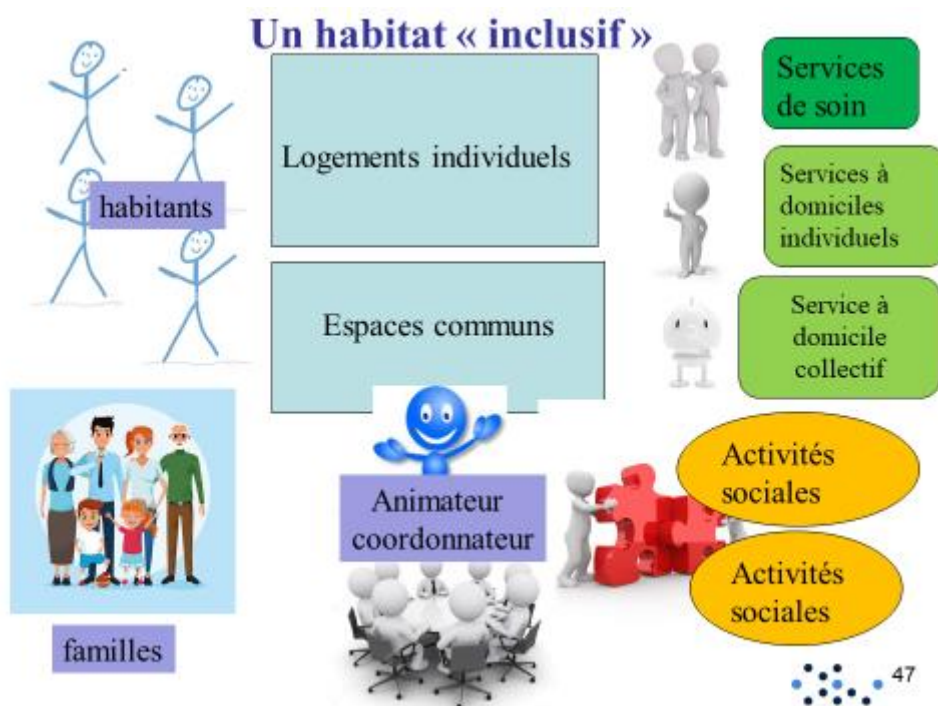 Un habitat « inclusif »
habitants
Logements individuels
Espaces communs
Services
de soin
Services à
domiciles
individuels
Service à
domicile
collectif
familles
Animateur
coordonnateur
Activités
sociales
Activités
sociales
47